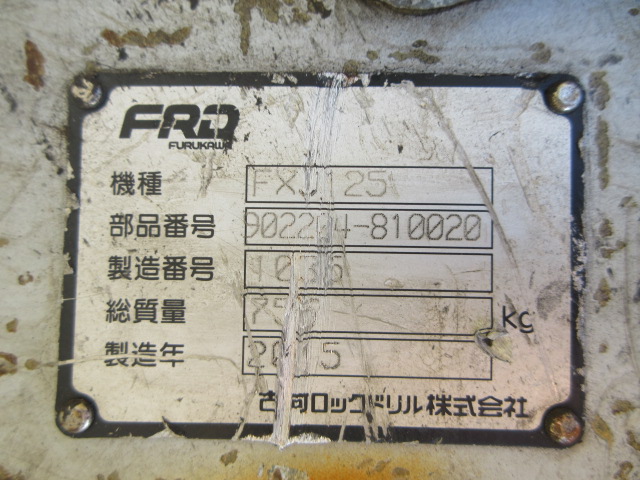 FRD
FURUKAWA
機種 FXJ125
部品番号
製造番号
総質量 kg
製造年 2015
古河ロックドリル株式会社